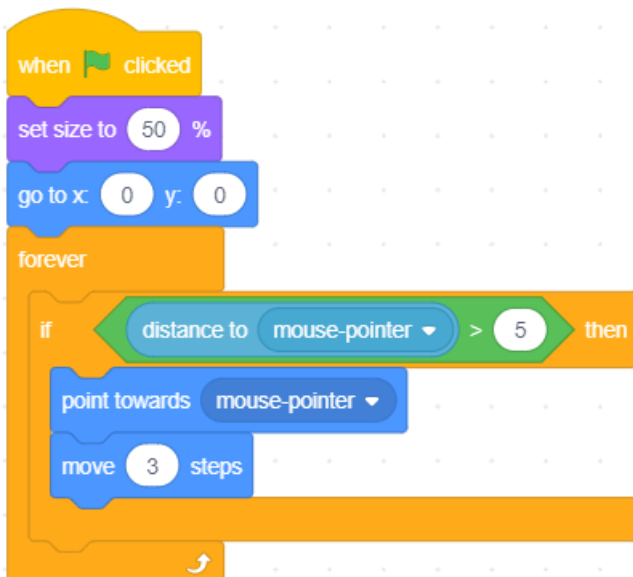 when clicked
set size to 50 %
go to x: 0 y: 0
forever
if distance to mouse-pointer > 5 then
point towards mouse-pointer
move 3 steps